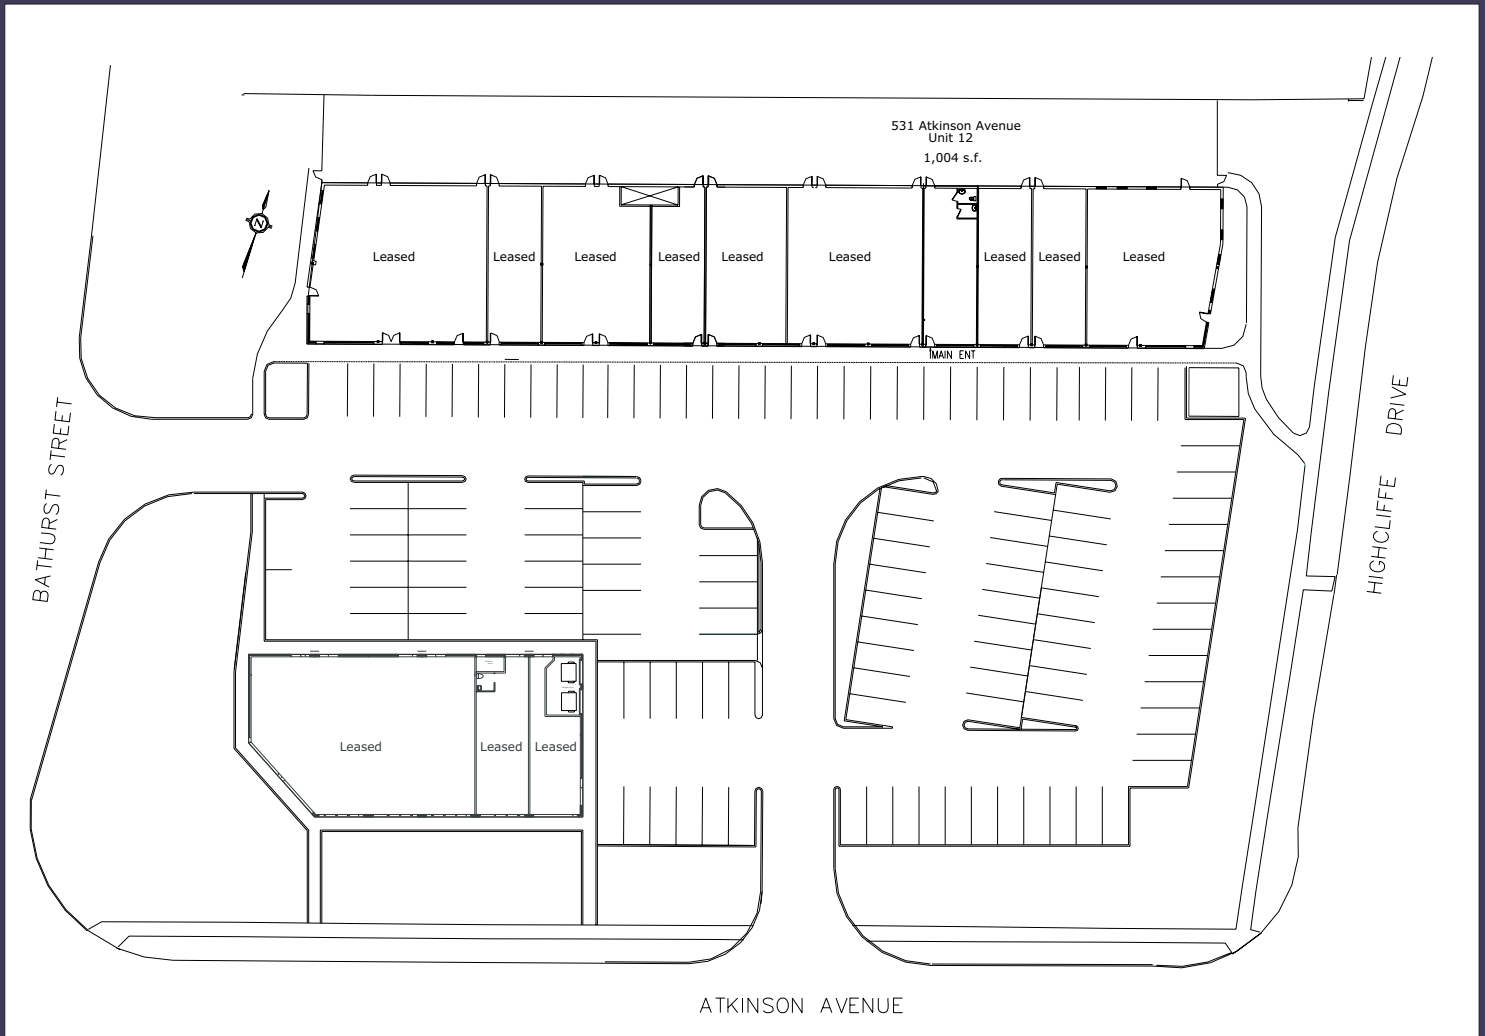 531 Atkinson Avenue
Unit 12
1,004 s.f.
N
Leased
Leased
Leased
Leased
Leased
Leased
Leased
Leased
Leased
MAIN ENT
BATHURST STREET
HIGHCLIFFE DRIVE
Leased
Leased
Leased
ATKINSON AVENUE